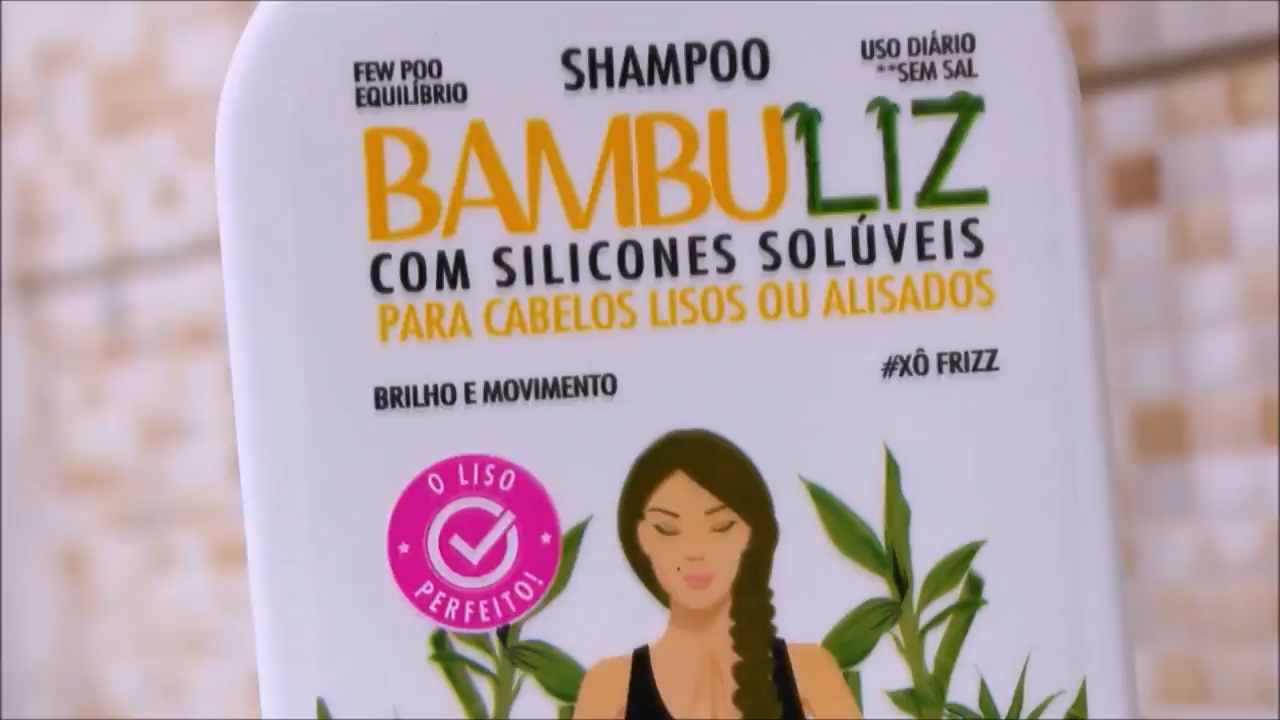 FEW POO
EQUILÍBRIO
SHAMPOO
USO DIÁRIO
**SEM SAL
BAMBULIZ
COM SILICONES SOLÚVEIS
PARA CABELOS LISOS OU ALISADOS
BRILHO E MOVIMENTO
#XÔ FRIZZ
O LISO
PERFEITO!